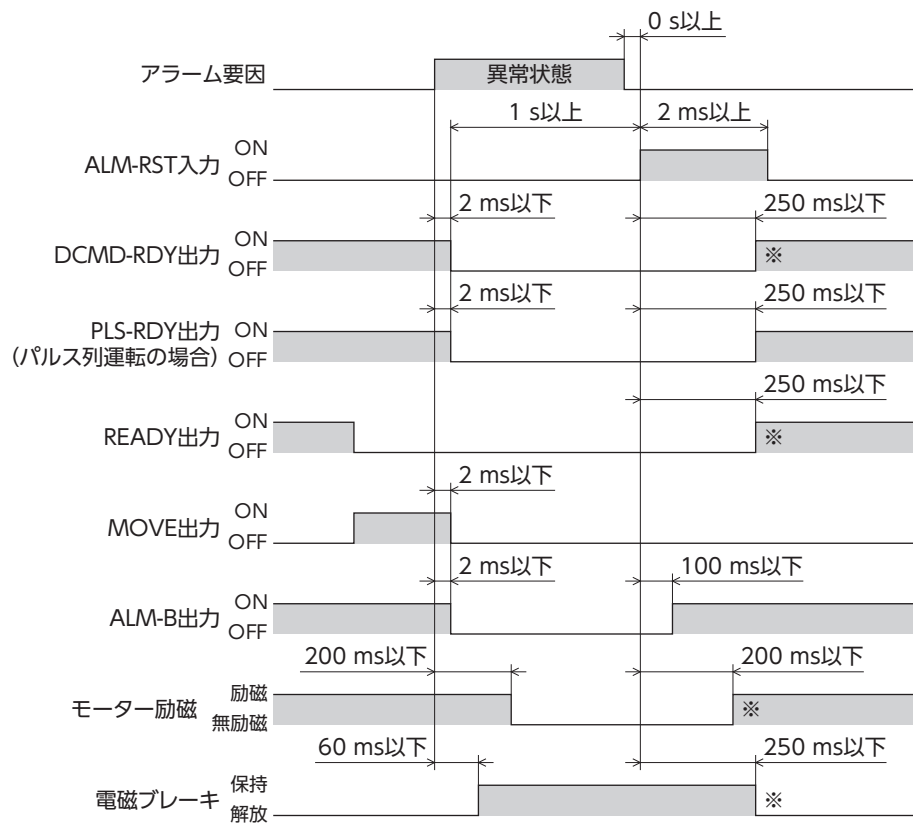 0 s以上
アラーム要因
異常状態
1 s以上
2 ms以上
ALM-RST入力
ON
OFF
2 ms以下
250 ms以下
DCMD-RDY出力
ON
OFF
※
2 ms以下
250 ms以下
PLS-RDY出力
（パルス列運転の場合）
ON
OFF
250 ms以下
READY出力
ON
OFF
※
2 ms以下
MOVE出力
ON
OFF
2 ms以下
100 ms以下
ALM-B出力
ON
OFF
200 ms以下
200 ms以下
モーター励磁
励磁
無励磁
※
60 ms以下
250 ms以下
電磁ブレーキ
保持
解放
※